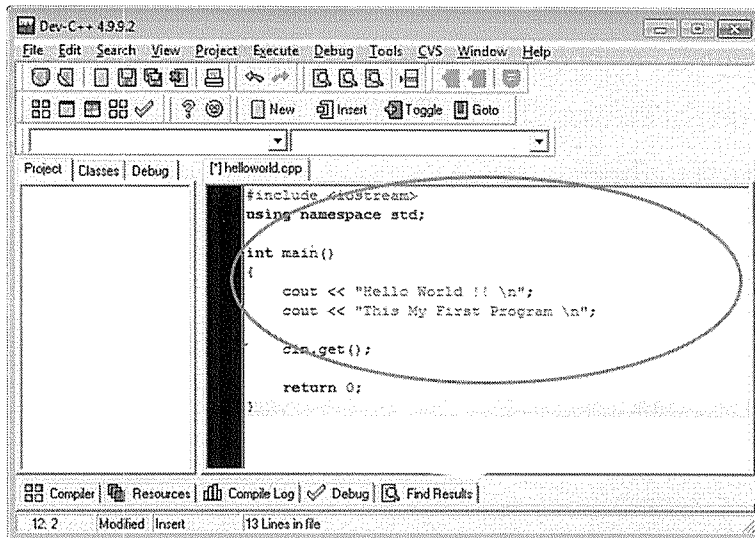 Dev-C++ 4.9.9.2
File Edit Search View Project Execute Debug Tools CVS Window Help
New Insert Toggle Goto
Project Classes Debug [*] helloworld.cpp
#include <iostream>
using namespace std;
int main()
{
cout << "Hello World !! \n";
cout << "This My First Program \n";
cin.get();
return 0;
}
Compiler Resources Compile Log Debug Find Results
12: 2 Modified Insert 13 Lines in file